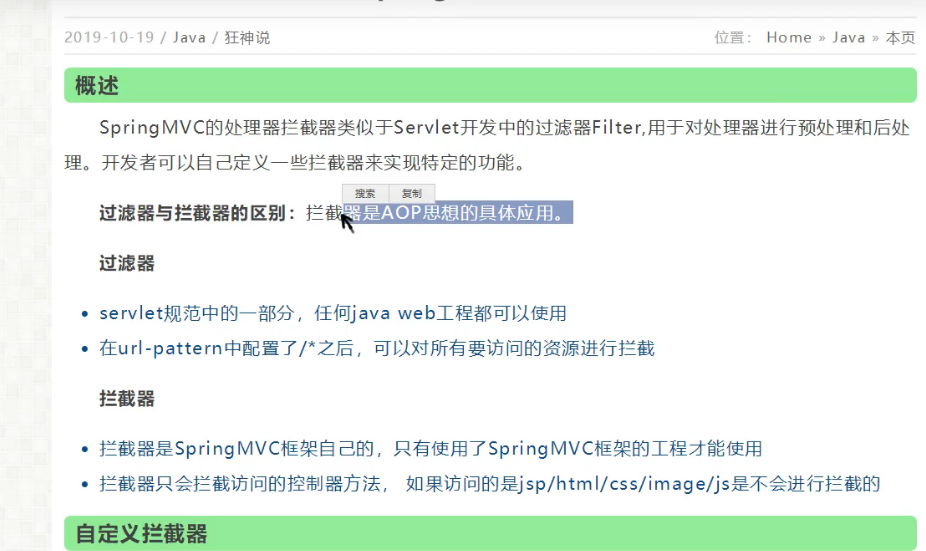 2019-10-19 / Java / 狂神说
位置： Home » Java » 本页
概述
SpringMVC的处理器拦截器类似于Servlet开发中的过滤器Filter,用于对处理器进行预处理和后处
理。开发者可以自己定义一些拦截器来实现特定的功能。
搜索 复制
过滤器与拦截器的区别：拦截器是AOP思想的具体应用。
过滤器
• servlet规范中的一部分，任何java web工程都可以使用
• 在url-pattern中配置了/*之后，可以对所有要访问的资源进行拦截
拦截器
• 拦截器是SpringMVC框架自己的，只有使用了SpringMVC框架的工程才能使用
• 拦截器只会拦截访问的控制器方法， 如果访问的是jsp/html/css/image/js是不会进行拦截的
自定义拦截器